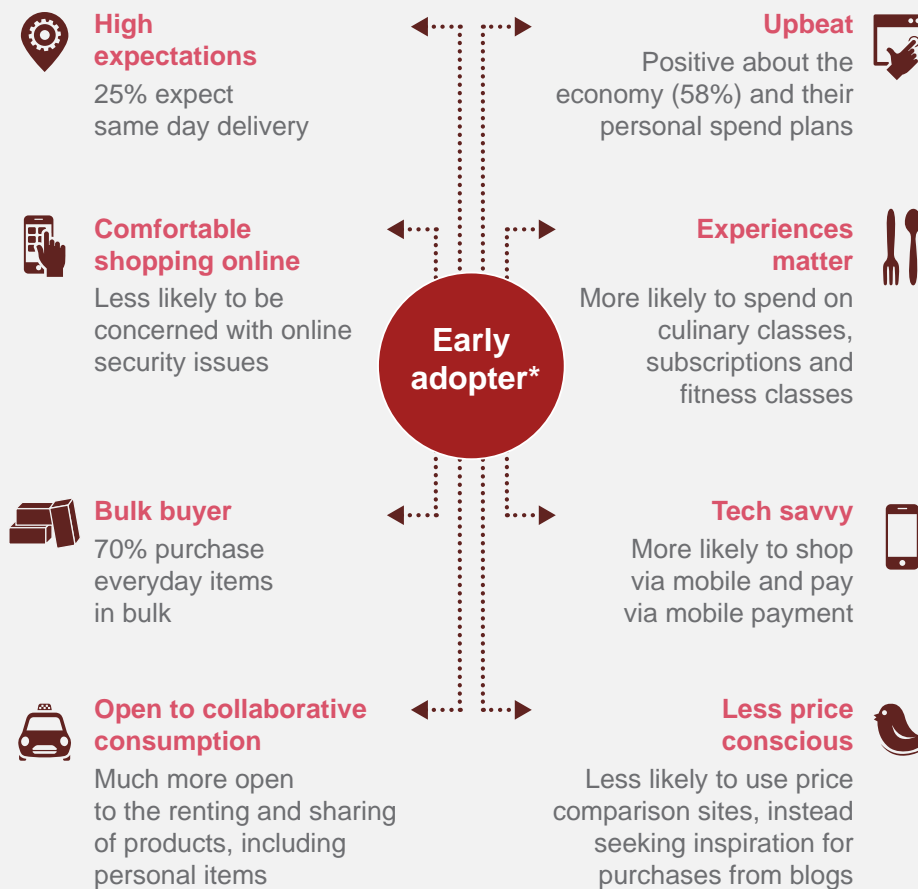 High
expectations
25% expect
same day delivery
Upbeat
Positive about the
economy (58%) and their
personal spend plans
Comfortable
shopping online
Less likely to be
concerned with online
security issues
Experiences
matter
More likely to spend on
culinary classes,
subscriptions and
fitness classes
Early
adopter*
Bulk buyer
70% purchase
everyday items
in bulk
Tech savvy
More likely to shop
via mobile and pay
via mobile payment
Open to collaborative
consumption
Much more open
to the renting and sharing
of products, including
personal items
Less price
conscious
Less likely to use price
comparison sites, instead
seeking inspiration for
purchases from blogs